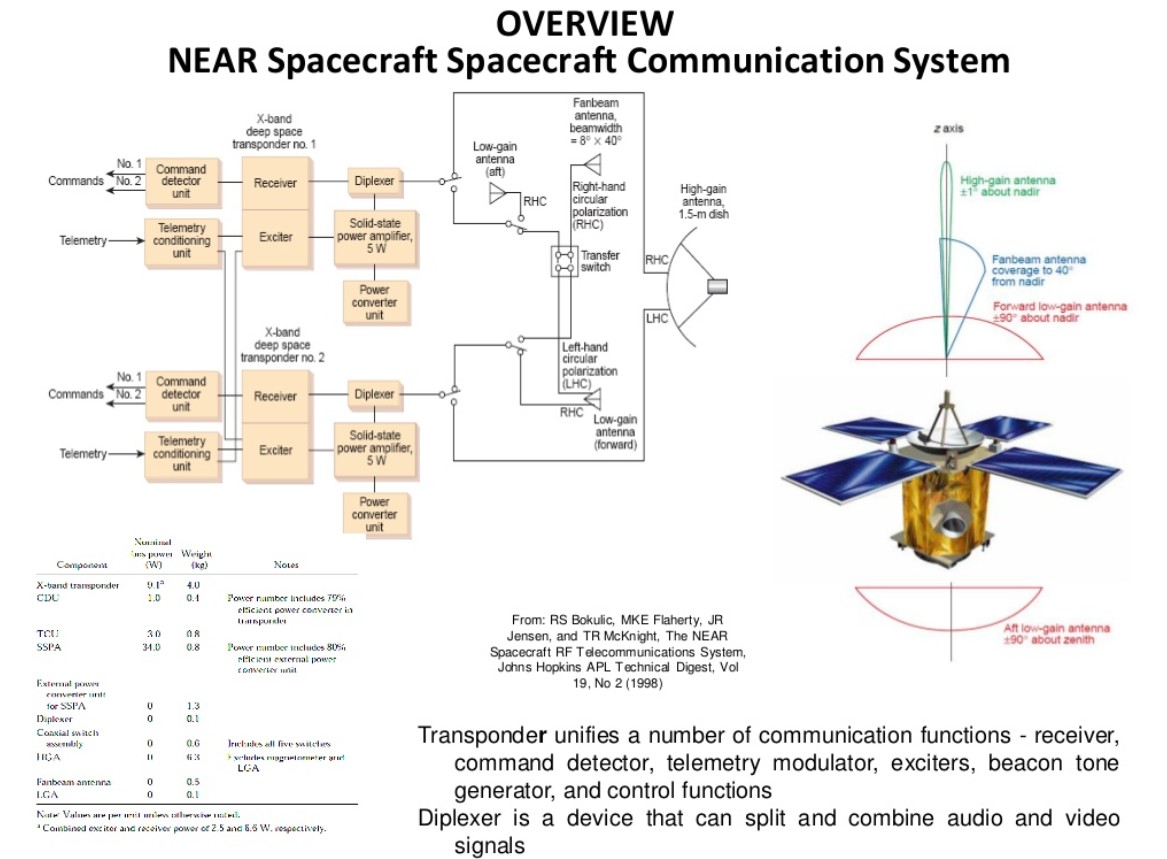 OVERVIEW
NEAR Spacecraft Spacecraft Communication System
X-band
deep space
transponder no. 1
No. 1
Commands
No. 2
Command
detector
unit
Receiver
Diplexer
Telemetry
Telemetry
conditioning
unit
Exciter
Solid-state
power amplifier,
5 W
Power
converter
unit
X-band
deep space
transponder no. 2
No. 1
Commands
No. 2
Command
detector
unit
Receiver
Diplexer
Telemetry
Telemetry
conditioning
unit
Exciter
Solid-state
power amplifier,
5 W
Power
converter
unit
Low-gain
antenna
(aft)
RHC
Fanbeam
antenna,
beamwidth
= 8° × 40°
Right-hand
circular
polarization
(RHC)
Transfer
switch
High-gain
antenna,
1.5-m dish
RHC
LHC
Left-hand
circular
polarization
(LHC)
RHC
Low-gain
antenna
(forward)
z axis
High-gain antenna
±1° about nadir
Fanbeam antenna
coverage to 40°
from nadir
Forward low-gain antenna
±90° about nadir
Aft low-gain antenna
±90° about zenith
Nominal
power Weight
Component (W) (kg) Notes
X-band transponder 9.1ª 4.0
CDU 1.0 0.4 Power number includes 79%
efficient power converter in
transponder
TCU 3.0 0.8
SSPA 34.0 0.8 Power number includes 80%
efficient external power
converter unit
External power
converter unit
for SSPA 0 1.3
Diplexer 0 0.1
Coaxial switch
assembly 0 0.6 Includes all five switches
HGA 0 6.3 Excludes magnetometer and
LGA
Fanbeam antenna 0 0.5
LGA 0 0.1
Note: Values are per unit unless otherwise noted.
ª Combined exciter and receiver power of 2.5 and 6.6 W, respectively.
From: RS Bokulic, MKE Flaherty, JR
Jensen, and TR McKnight, The NEAR
Spacecraft RF Telecommunications System,
Johns Hopkins APL Technical Digest, Vol
19, No 2 (1998)
Transponder unifies a number of communication functions - receiver,
command detector, telemetry modulator, exciters, beacon tone
generator, and control functions
Diplexer is a device that can split and combine audio and video
signals